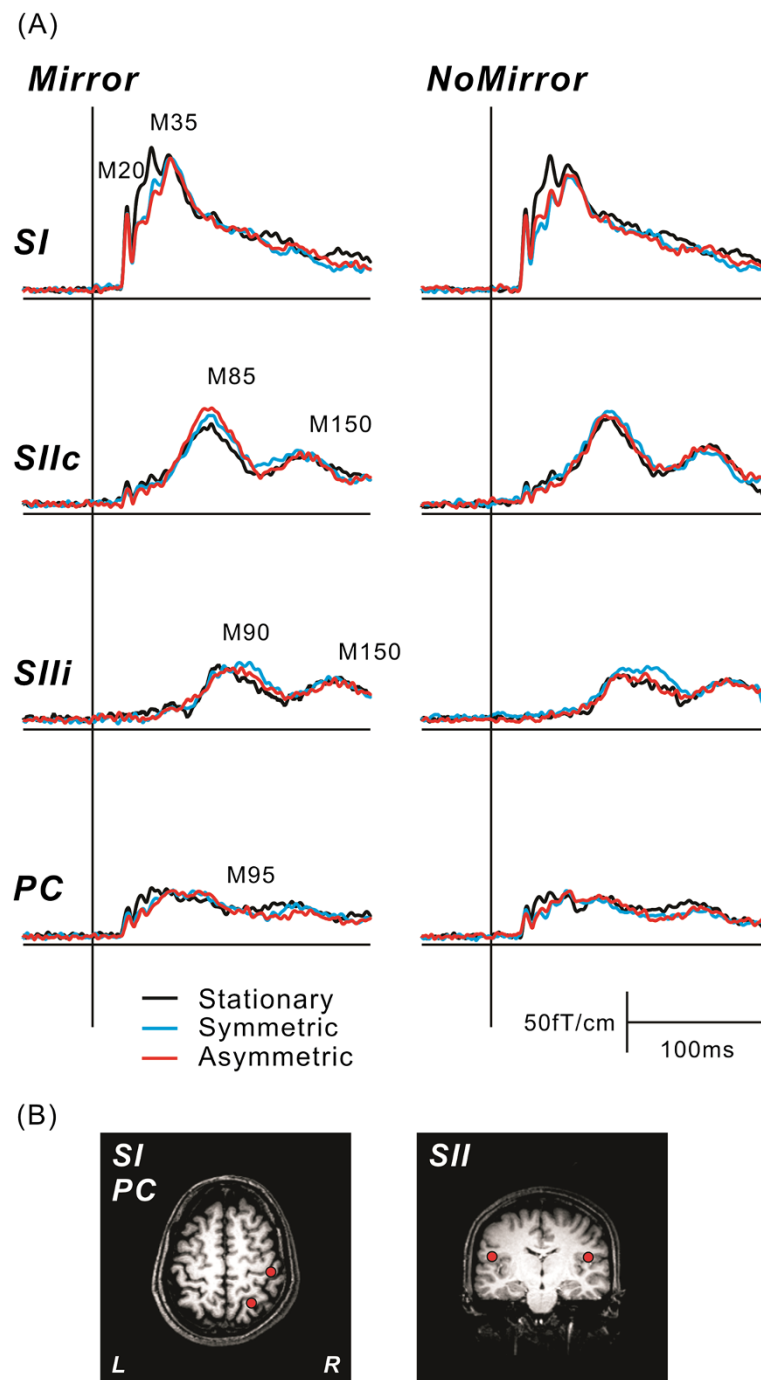 (A)
Mirror
NoMirror
M35
M20
SI
M85
M150
SIIc
M90
M150
SIIi
M95
PC
Stationary
Symmetric
Asymmetric
50fT/cm
100ms
(B)
SI
PC
L
R
SII